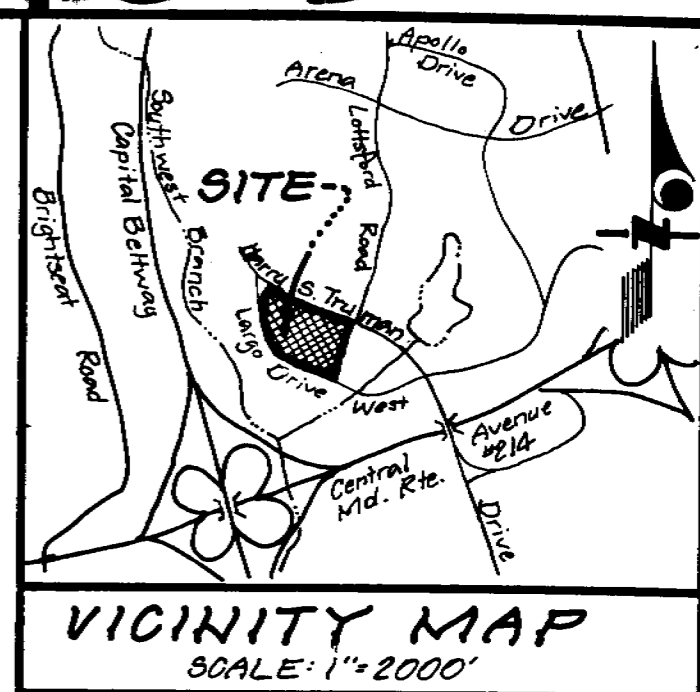 Apollo
Drive
Arena
Drive
Lottsford
Road
Southwest
Branch
Capital Beltway
Brightseat
Road
SITE
Harry S. Truman
Drive
Largo Drive
West
Central
Avenue
Md. Rte.
#214
N
VICINITY MAP
SCALE: 1"=2000'